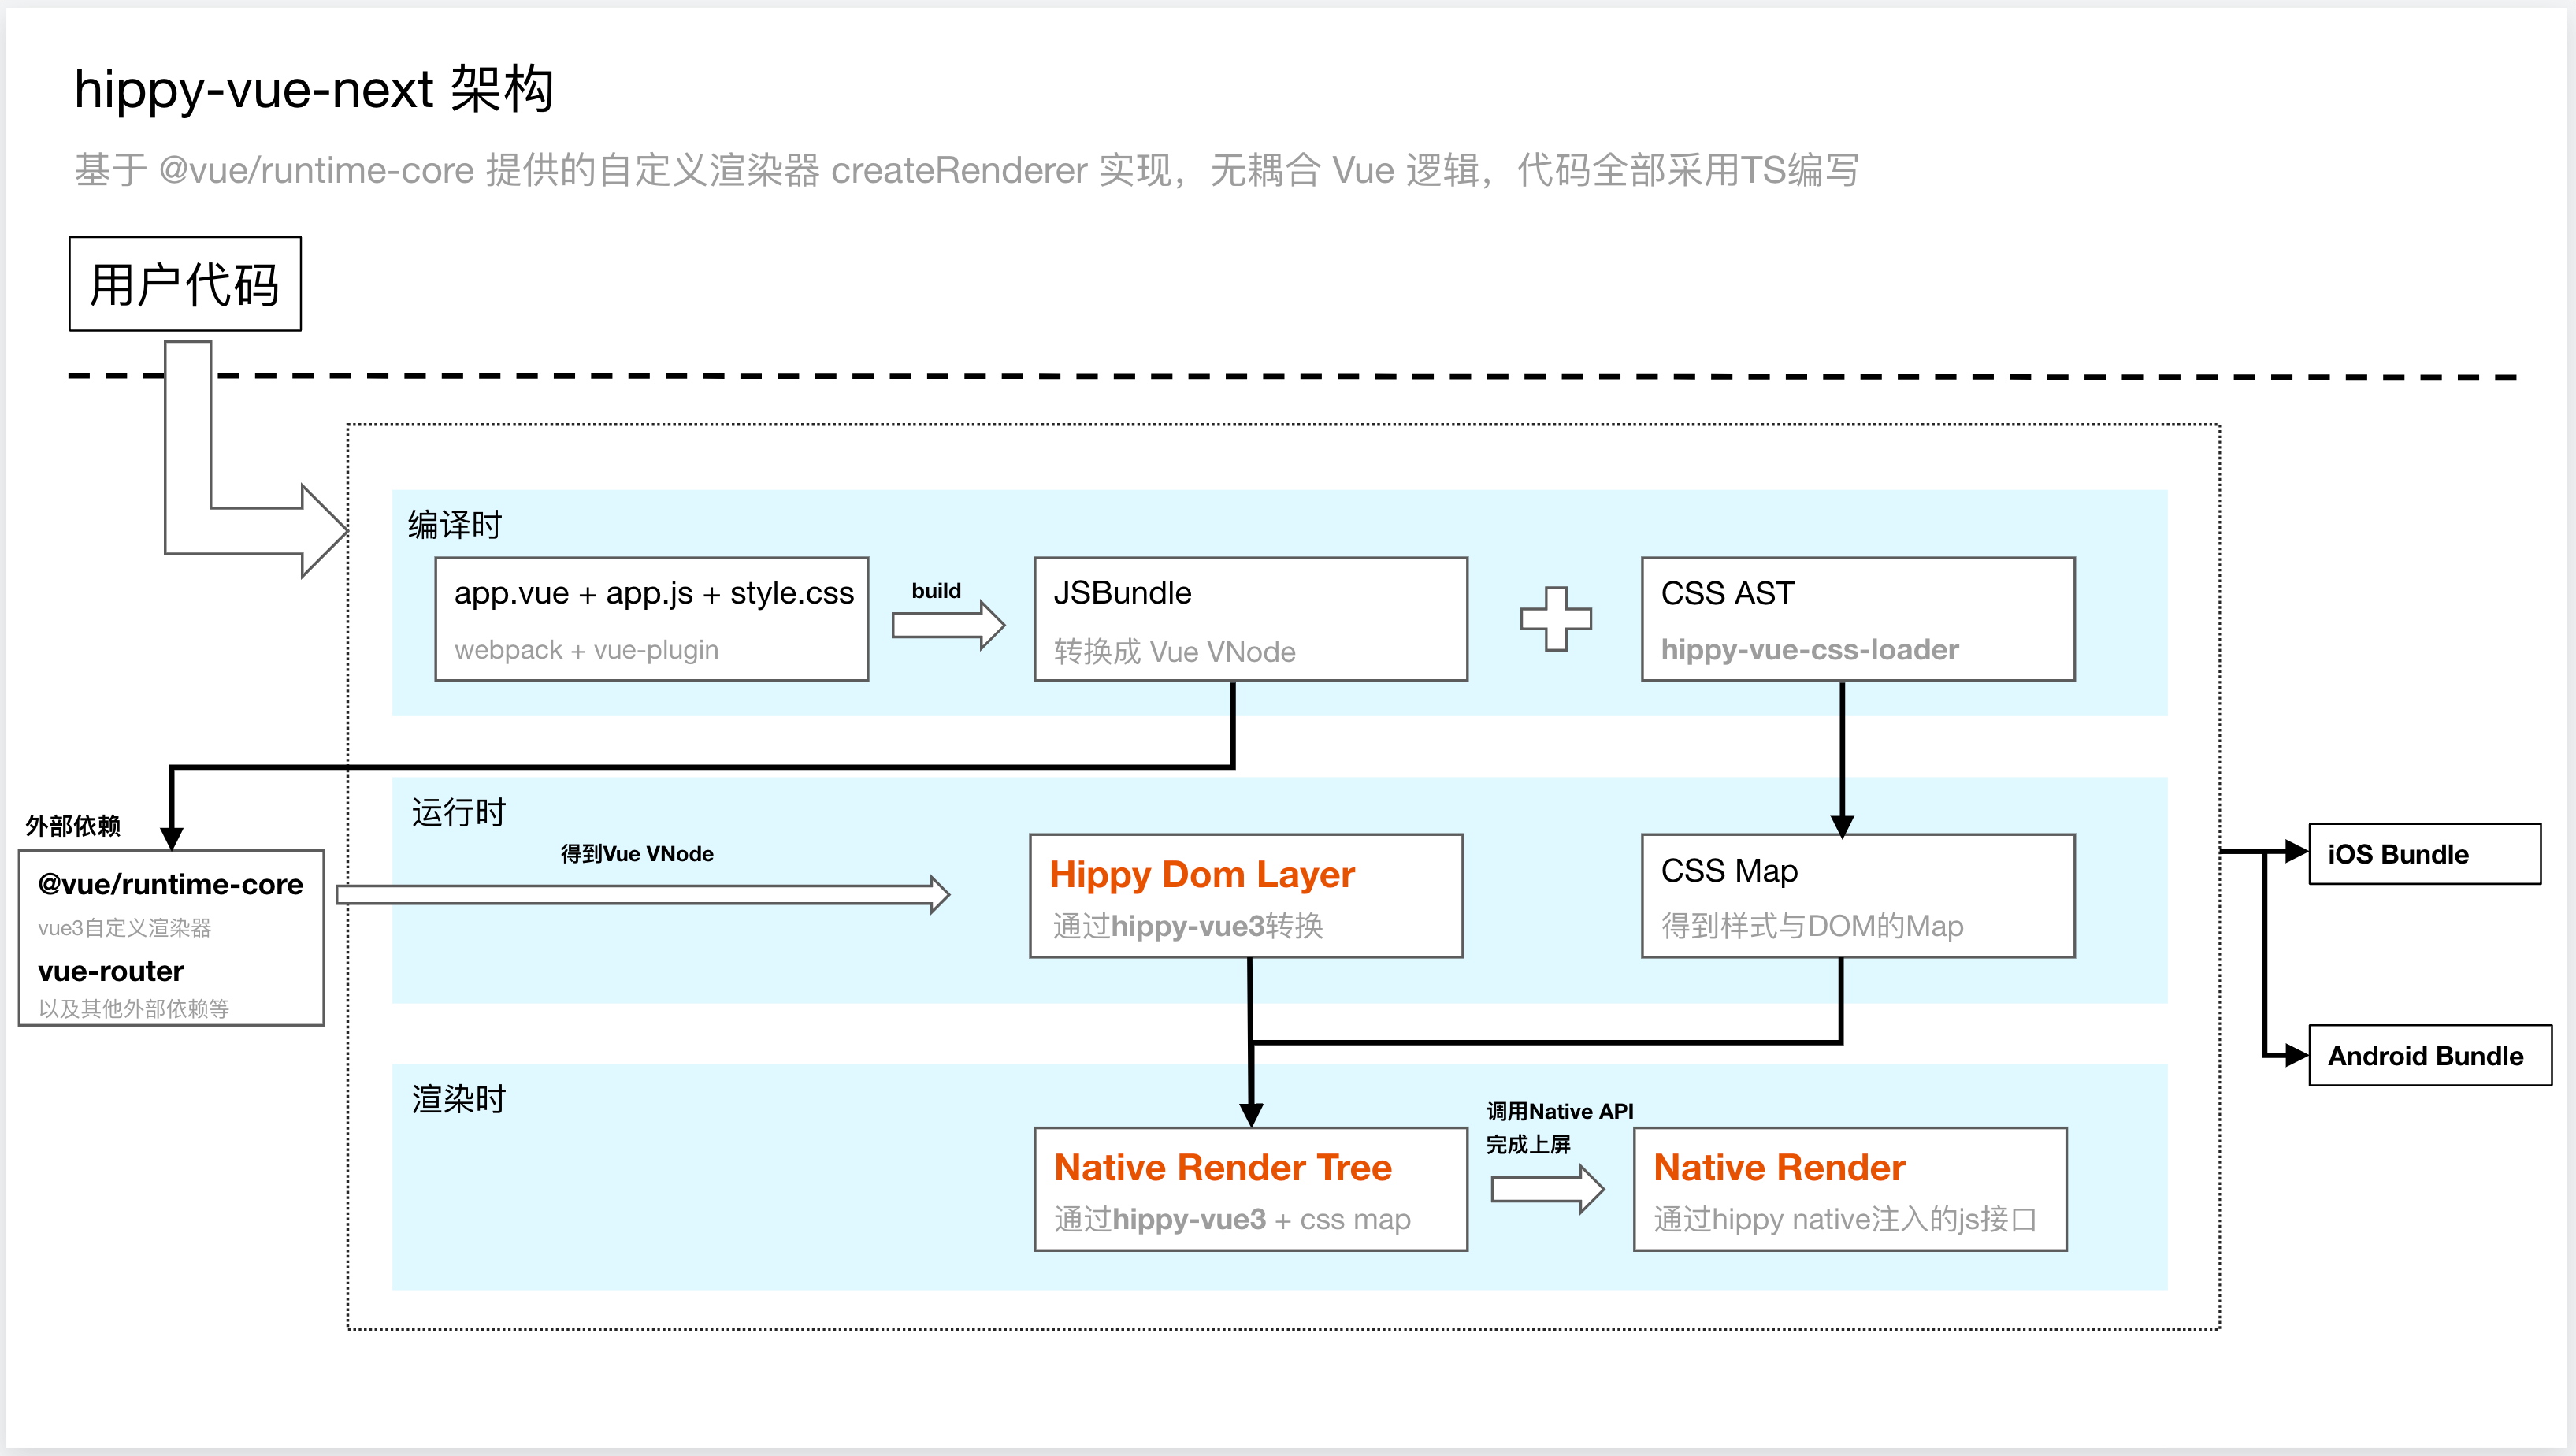 hippy-vue-next 架构
基于 @vue/runtime-core 提供的自定义渲染器 createRenderer 实现，无耦合 Vue 逻辑，代码全部采用TS编写
用户代码
编译时
app.vue + app.js + style.css
webpack + vue-plugin
build
JSBundle
转换成 Vue VNode
CSS AST
hippy-vue-css-loader
外部依赖
@vue/runtime-core
vue3自定义渲染器
vue-router
以及其他外部依赖等
运行时
得到Vue VNode
Hippy Dom Layer
通过hippy-vue3转换
CSS Map
得到样式与DOM的Map
渲染时
Native Render Tree
通过hippy-vue3 + css map
调用Native API
完成上屏
Native Render
通过hippy native注入的js接口
iOS Bundle
Android Bundle